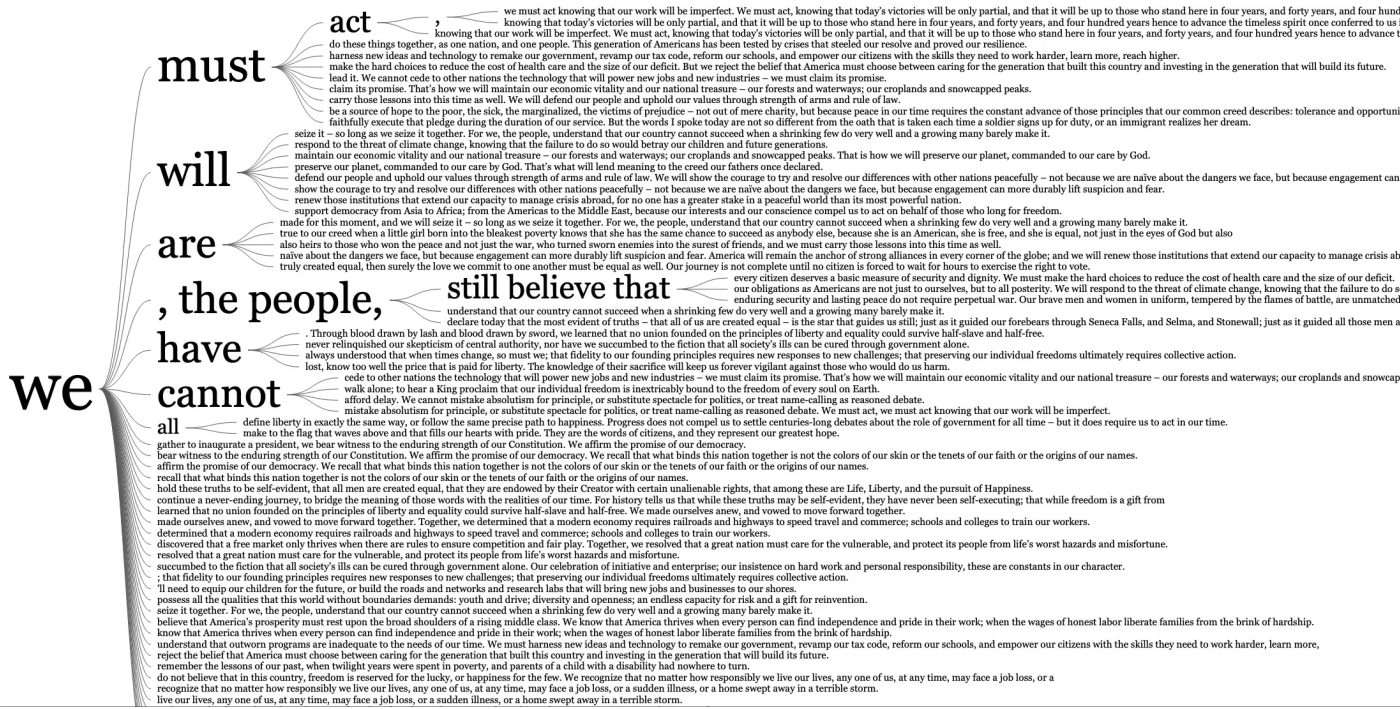 we
must
act
,
we must act knowing that our work will be imperfect. We must act, knowing that today's victories will be only partial, and that it will be up to those who stand here in four years, and forty years, and four hund
knowing that today's victories will be only partial, and that it will be up to those who stand here in four years, and forty years, and four hundred years hence to advance the timeless spirit once conferred to us i
knowing that our work will be imperfect. We must act, knowing that today's victories will be only partial, and that it will be up to those who stand here in four years, and forty years, and four hundred years hence to advance t
do these things together, as one nation, and one people. This generation of Americans has been tested by crises that steeled our resolve and proved our resilience.
harness new ideas and technology to remake our government, revamp our tax code, reform our schools, and empower our citizens with the skills they need to work harder, learn more, reach higher.
make the hard choices to reduce the cost of health care and the size of our deficit. But we reject the belief that America must choose between caring for the generation that built this country and investing in the generation that will build its future.
lead it. We cannot cede to other nations the technology that will power new jobs and new industries – we must claim its promise.
claim its promise. That's how we will maintain our economic vitality and our national treasure – our forests and waterways; our croplands and snowcapped peaks.
carry those lessons into this time as well. We will defend our people and uphold our values through strength of arms and rule of law.
be a source of hope to the poor, the sick, the marginalized, the victims of prejudice – not out of mere charity, but because peace in our time requires the constant advance of those principles that our common creed describes: tolerance and opportuni
faithfully execute that pledge during the duration of our service. But the words I spoke today are not so different from the oath that is taken each time a soldier signs up for duty, or an immigrant realizes her dream.
will
seize it – so long as we seize it together. For we, the people, understand that our country cannot succeed when a shrinking few do very well and a growing many barely make it.
respond to the threat of climate change, knowing that the failure to do so would betray our children and future generations.
maintain our economic vitality and our national treasure – our forests and waterways; our croplands and snowcapped peaks. That is how we will preserve our planet, commanded to our care by God.
preserve our planet, commanded to our care by God. That's what will lend meaning to the creed our fathers once declared.
defend our people and uphold our values through strength of arms and rule of law. We will show the courage to try and resolve our differences with other nations peacefully – not because we are naïve about the dangers we face, but because engagement can
show the courage to try and resolve our differences with other nations peacefully – not because we are naïve about the dangers we face, but because engagement can more durably lift suspicion and fear.
renew those institutions that extend our capacity to manage crisis abroad, for no one has a greater stake in a peaceful world than its most powerful nation.
support democracy from Asia to Africa; from the Americas to the Middle East, because our interests and our conscience compel us to act on behalf of those who long for freedom.
are
made for this moment, and we will seize it – so long as we seize it together. For we, the people, understand that our country cannot succeed when a shrinking few do very well and a growing many barely make it.
true to our creed when a little girl born into the bleakest poverty knows that she has the same chance to succeed as anybody else, because she is an American, she is free, and she is equal, not just in the eyes of God but also
also heirs to those who won the peace and not just the war, who turned sworn enemies into the surest of friends, and we must carry those lessons into this time as well.
naïve about the dangers we face, but because engagement can more durably lift suspicion and fear. America will remain the anchor of strong alliances in every corner of the globe; and we will renew those institutions that extend our capacity to manage crisis ab
truly created equal, then surely the love we commit to one another must be equal as well. Our journey is not complete until no citizen is forced to wait for hours to exercise the right to vote.
, the people,
still believe that
every citizen deserves a basic measure of security and dignity. We must make the hard choices to reduce the cost of health care and the size of our deficit.
our obligations as Americans are not just to ourselves, but to all posterity. We will respond to the threat of climate change, knowing that the failure to do s
enduring security and lasting peace do not require perpetual war. Our brave men and women in uniform, tempered by the flames of battle, are unmatched
understand that our country cannot succeed when a shrinking few do very well and a growing many barely make it.
declare today that the most evident of truths – that all of us are created equal – is the star that guides us still; just as it guided our forebears through Seneca Falls, and Selma, and Stonewall; just as it guided all those men a
have
. Through blood drawn by lash and blood drawn by sword, we learned that no union founded on the principles of liberty and equality could survive half-slave and half-free.
never relinquished our skepticism of central authority, nor have we succumbed to the fiction that all society's ills can be cured through government alone.
always understood that when times change, so must we; that fidelity to our founding principles requires new responses to new challenges; that preserving our individual freedoms ultimately requires collective action.
lost, know too well the price that is paid for liberty. The knowledge of their sacrifice will keep us forever vigilant against those who would do us harm.
cannot
cede to other nations the technology that will power new jobs and new industries – we must claim its promise. That's how we will maintain our economic vitality and our national treasure – our forests and waterways; our croplands and snowcap
walk alone; to hear a King proclaim that our individual freedom is inextricably bound to the freedom of every soul on Earth.
afford delay. We cannot mistake absolutism for principle, or substitute spectacle for politics, or treat name-calling as reasoned debate.
mistake absolutism for principle, or substitute spectacle for politics, or treat name-calling as reasoned debate. We must act, we must act knowing that our work will be imperfect.
all
define liberty in exactly the same way, or follow the same precise path to happiness. Progress does not compel us to settle centuries-long debates about the role of government for all time – but it does require us to act in our time.
make to the flag that waves above and that fills our hearts with pride. They are the words of citizens, and they represent our greatest hope.
gather to inaugurate a president, we bear witness to the enduring strength of our Constitution. We affirm the promise of our democracy.
bear witness to the enduring strength of our Constitution. We affirm the promise of our democracy. We recall that what binds this nation together is not the colors of our skin or the tenets of our faith or the origins of our names.
affirm the promise of our democracy. We recall that what binds this nation together is not the colors of our skin or the tenets of our faith or the origins of our names.
recall that what binds this nation together is not the colors of our skin or the tenets of our faith or the origins of our names.
hold these truths to be self-evident, that all men are created equal, that they are endowed by their Creator with certain unalienable rights, that among these are Life, Liberty, and the pursuit of Happiness.
continue a never-ending journey, to bridge the meaning of those words with the realities of our time. For history tells us that while these truths may be self-evident, they have never been self-executing; that while freedom is a gift from
learned that no union founded on the principles of liberty and equality could survive half-slave and half-free. We made ourselves anew, and vowed to move forward together.
made ourselves anew, and vowed to move forward together. Together, we determined that a modern economy requires railroads and highways to speed travel and commerce; schools and colleges to train our workers.
determined that a modern economy requires railroads and highways to speed travel and commerce; schools and colleges to train our workers.
discovered that a free market only thrives when there are rules to ensure competition and fair play. Together, we resolved that a great nation must care for the vulnerable, and protect its people from life's worst hazards and misfortune.
resolved that a great nation must care for the vulnerable, and protect its people from life's worst hazards and misfortune.
succumbed to the fiction that all society's ills can be cured through government alone. Our celebration of initiative and enterprise; our insistence on hard work and personal responsibility, these are constants in our character.
; that fidelity to our founding principles requires new responses to new challenges; that preserving our individual freedoms ultimately requires collective action.
'll need to equip our children for the future, or build the roads and networks and research labs that will bring new jobs and businesses to our shores.
possess all the qualities that this world without boundaries demands: youth and drive; diversity and openness; an endless capacity for risk and a gift for reinvention.
seize it together. For we, the people, understand that our country cannot succeed when a shrinking few do very well and a growing many barely make it.
believe that America's prosperity must rest upon the broad shoulders of a rising middle class. We know that America thrives when every person can find independence and pride in their work; when the wages of honest labor liberate families from the brink of hardship.
know that America thrives when every person can find independence and pride in their work; when the wages of honest labor liberate families from the brink of hardship.
understand that outworn programs are inadequate to the needs of our time. We must harness new ideas and technology to remake our government, revamp our tax code, reform our schools, and empower our citizens with the skills they need to work harder, learn more,
reject the belief that America must choose between caring for the generation that built this country and investing in the generation that will build its future.
remember the lessons of our past, when twilight years were spent in poverty, and parents of a child with a disability had nowhere to turn.
do not believe that in this country, freedom is reserved for the lucky, or happiness for the few. We recognize that no matter how responsibly we live our lives, any one of us, at any time, may face a job loss, or a
recognize that no matter how responsibly we live our lives, any one of us, at any time, may face a job loss, or a sudden illness, or a home swept away in a terrible storm.
live our lives, any one of us, at any time, may face a job loss, or a sudden illness, or a home swept away in a terrible storm.